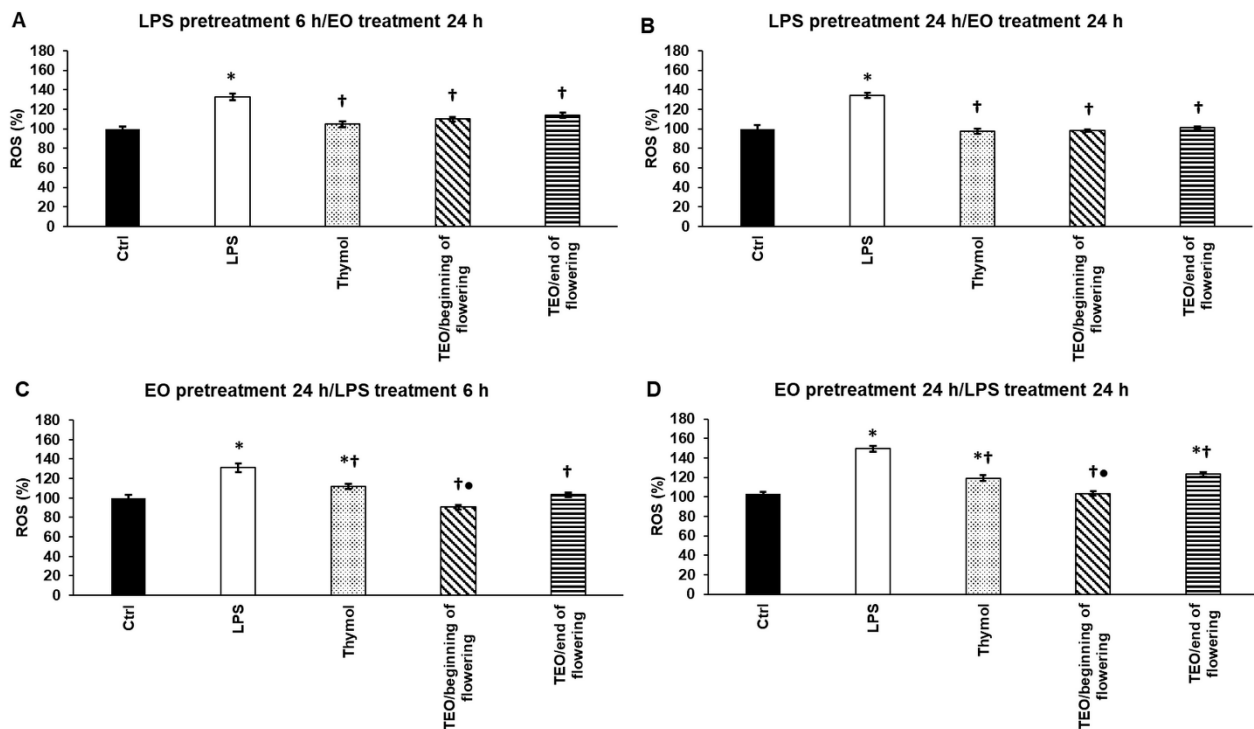 A
LPS pretreatment 6 h/EO treatment 24 h
180
160
140
120
100
80
60
40
20
0
ROS (%)
*
†
†
†
Ctrl
LPS
Thymol
TEO/beginning of
flowering
TEO/end of
flowering
B
LPS pretreatment 24 h/EO treatment 24 h
180
160
140
120
100
80
60
40
20
0
ROS (%)
*
†
†
†
Ctrl
LPS
Thymol
TEO/beginning of
flowering
TEO/end of
flowering
C
EO pretreatment 24 h/LPS treatment 6 h
180
160
140
120
100
80
60
40
20
0
ROS (%)
*
*†
†●
†
Ctrl
LPS
Thymol
TEO/beginning of
flowering
TEO/end of
flowering
D
EO pretreatment 24 h/LPS treatment 24 h
180
160
140
120
100
80
60
40
20
0
ROS (%)
*
*†
†●
*†
Ctrl
LPS
Thymol
TEO/beginning of
flowering
TEO/end of
flowering